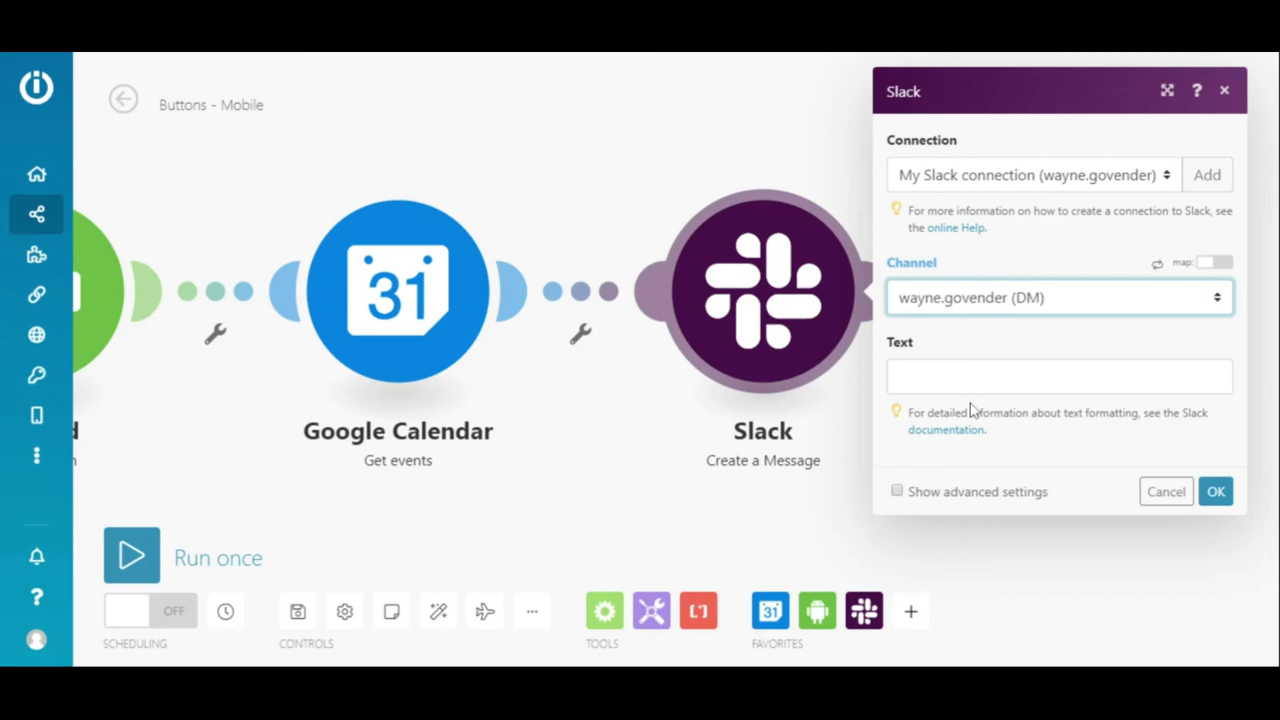 Buttons - Mobile
Slack
?
Connection
My Slack connection (wayne.govender)
Add
For more information on how to create a connection to Slack, see
the online Help.
Channel
map:
wayne.govender (DM)
Text
For detailed information about text formatting, see the Slack
documentation.
Show advanced settings
Cancel
OK
31
d
n
Google Calendar
Get events
Slack
Create a Message
Run once
OFF
SCHEDULING
CONTROLS
TOOLS
31
FAVORITES
?